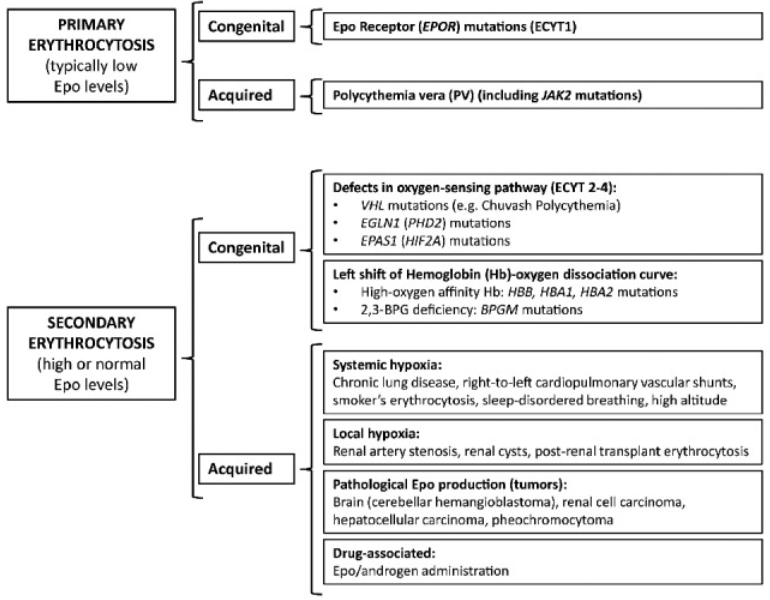 PRIMARY
ERYTHROCYTOSIS
(typically low
Epo levels)
Congenital
Epo Receptor (EPOR) mutations (ECYT1)
Acquired
Polycythemia vera (PV) (including JAK2 mutations)
SECONDARY
ERYTHROCYTOSIS
(high or normal
Epo levels)
Congenital
Defects in oxygen-sensing pathway (ECYT 2-4):
• VHL mutations (e.g. Chuvash Polycythemia)
• EGLN1 (PHD2) mutations
• EPAS1 (HIF2A) mutations
Left shift of Hemoglobin (Hb)-oxygen dissociation curve:
• High-oxygen affinity Hb: HBB, HBA1, HBA2 mutations
• 2,3-BPG deficiency: BPGM mutations
Acquired
Systemic hypoxia:
Chronic lung disease, right-to-left cardiopulmonary vascular shunts,
smoker's erythrocytosis, sleep-disordered breathing, high altitude
Local hypoxia:
Renal artery stenosis, renal cysts, post-renal transplant erythrocytosis
Pathological Epo production (tumors):
Brain (cerebellar hemangioblastoma), renal cell carcinoma,
hepatocellular carcinoma, pheochromocytoma
Drug-associated:
Epo/androgen administration